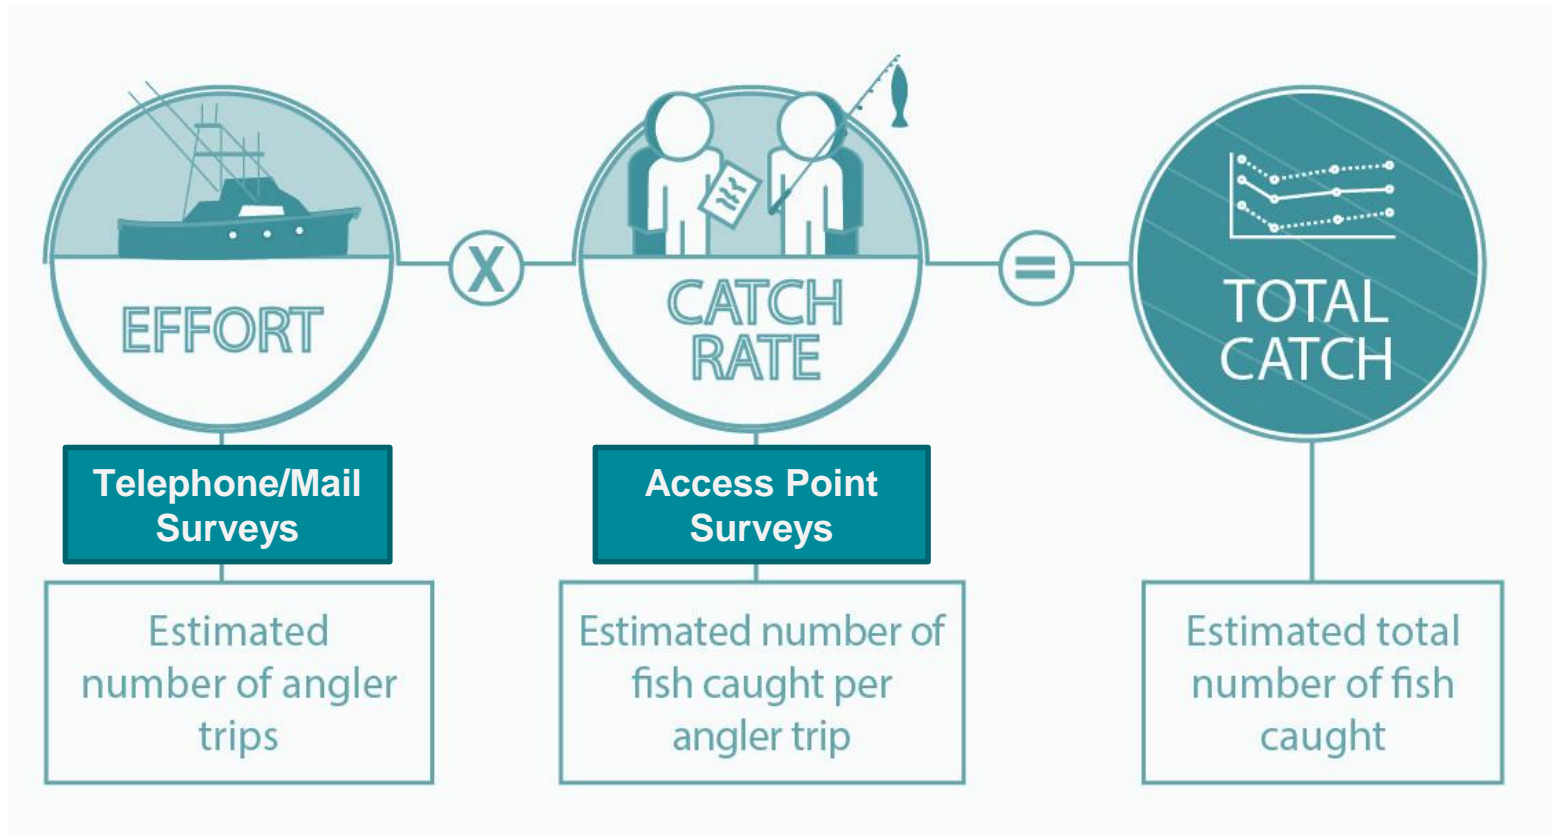 EFFORT
X
CATCH
RATE
=
TOTAL
CATCH
Telephone/Mail
Surveys
Access Point
Surveys
Estimated
number of angler
trips
Estimated number of
fish caught per
angler trip
Estimated total
number of fish
caught